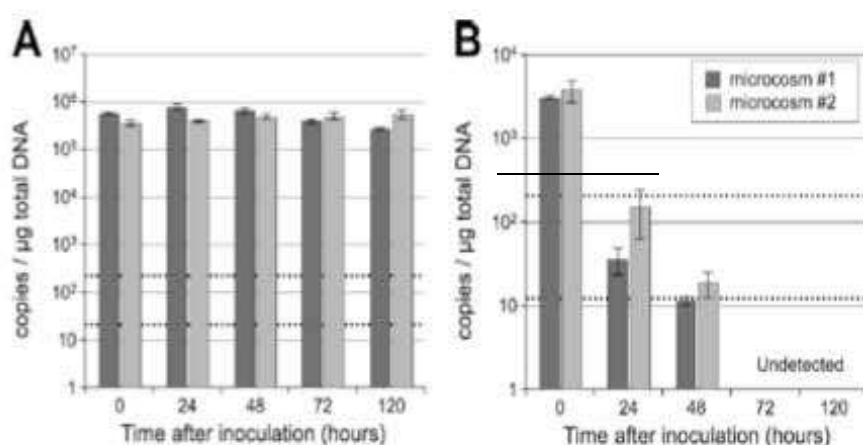 A
copies / µg total DNA
10⁷
10⁶
10⁵
10⁴
10³
10²
10
1
0 24 48 72 120
Time after inoculation (hours)
B
copies / µg total DNA
10⁴
10³
10²
10
1
microcosm #1
microcosm #2
Undetected
0 24 48 72 120
Time after inoculation (hours)